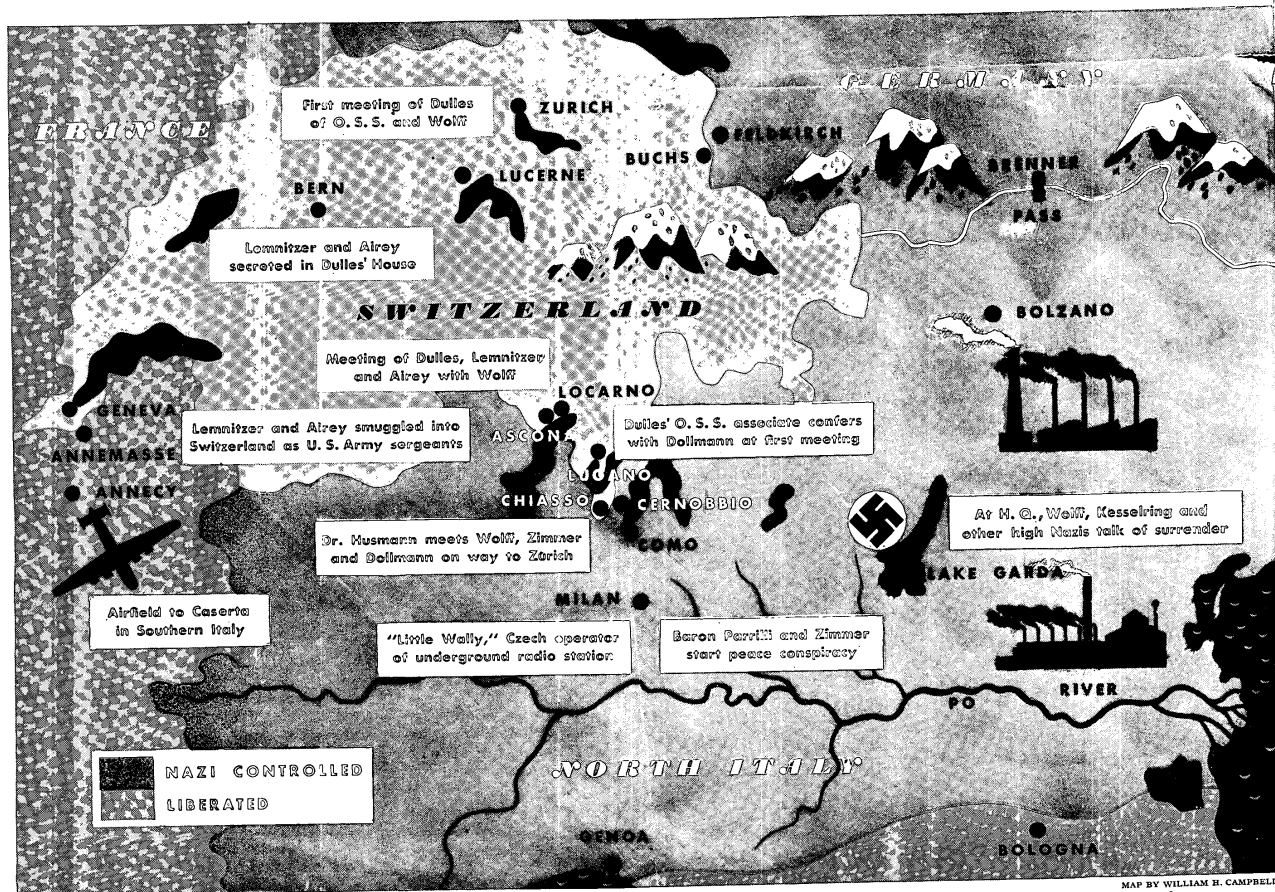 GERMANY
FRANCE
First meeting of Dulles
of O. S. S. and Wolff
ZURICH
FELDKIRCH
BUCHS
BRENNER
PASS
LUCERNE
BERN
Lemnitzer and Airey
secreted in Dulles' House
SWITZERLAND
BOLZANO
Meeting of Dulles, Lemnitzer
and Airey with Wolff
LOCARNO
GENEVA
Lemnitzer and Airey smuggled into
Switzerland as U. S. Army sergeants
ASCONA
Dulles' O. S. S. associate confers
with Dollmann at first meeting
ANNEMASSE
LUGANO
ANNECY
CHIASSO
CERNOBBIO
At H. Q., Wolff, Kesselring and
other high Nazis talk of surrender
Dr. Husmann meets Wolff, Zimmer
and Dollmann on way to Zürich
COMO
LAKE GARDA
MILAN
Airfield to Caserta
in Southern Italy
"Little Wally," Czech operator
of underground radio station
Baron Parrilli and Zimmer
start peace conspiracy
PO
RIVER
NAZI CONTROLLED
LIBERATED
NORTH ITALY
GENOA
BOLOGNA
MAP BY WILLIAM H. CAMPBELL